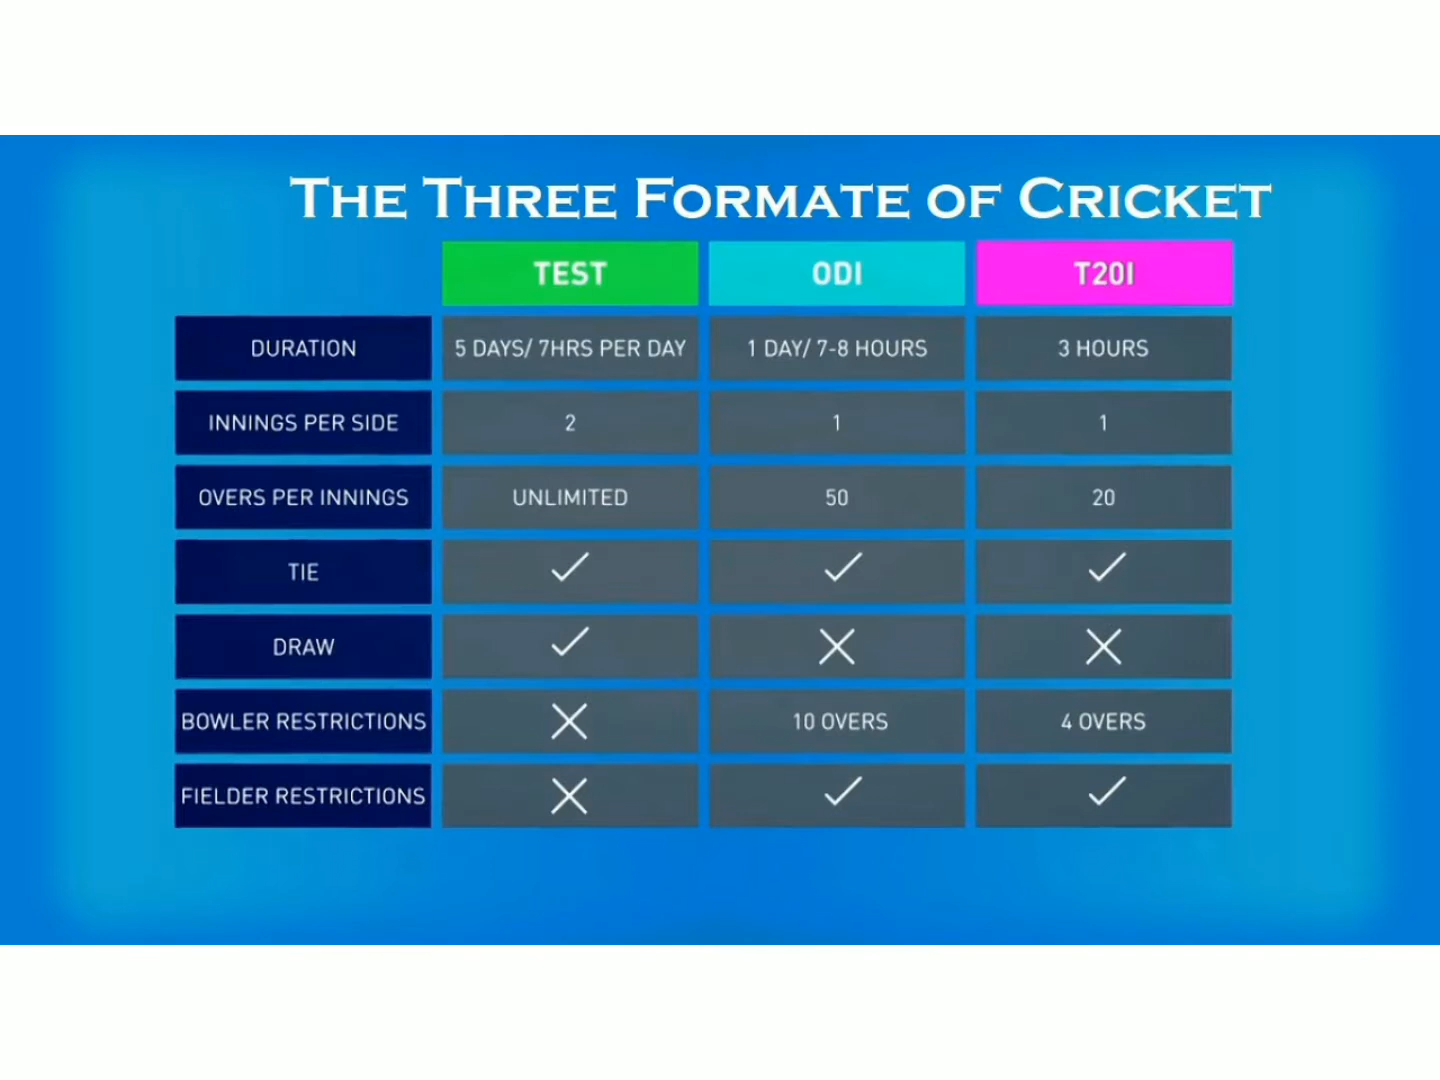 THE THREE FORMATE OF CRICKET
TEST ODI T20I
DURATION 5 DAYS/ 7HRS PER DAY 1 DAY/ 7-8 HOURS 3 HOURS
INNINGS PER SIDE 2 1 1
OVERS PER INNINGS UNLIMITED 50 20
TIE
DRAW
BOWLER RESTRICTIONS 10 OVERS 4 OVERS
FIELDER RESTRICTIONS